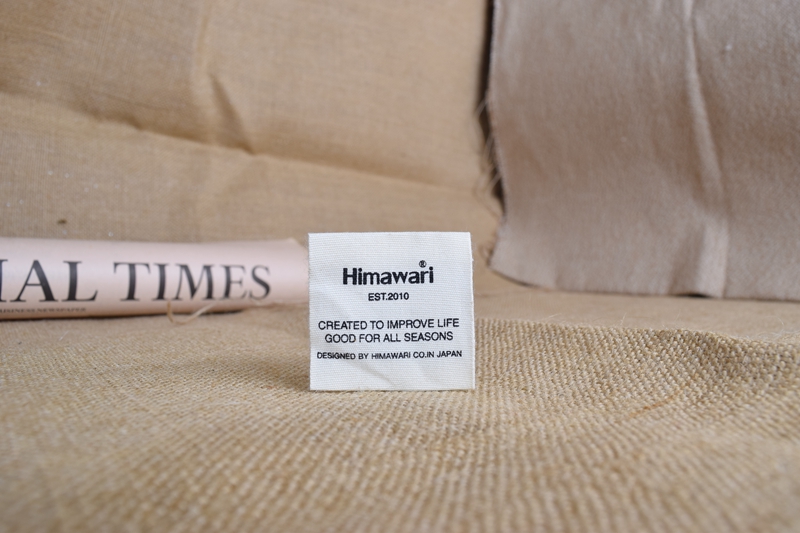 IAL TIMES
Himawari®
EST.2010
CREATED TO IMPROVE LIFE
GOOD FOR ALL SEASONS
DESIGNED BY HIMAWARI CO.IN JAPAN